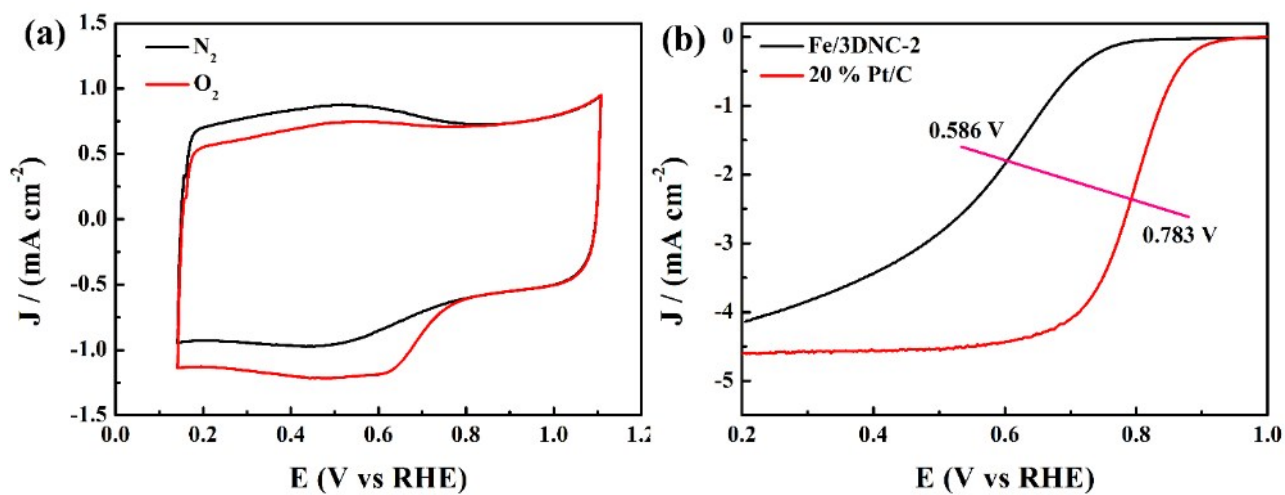 (a)
N2
O2
1.5
1.0
0.5
0.0
-0.5
-1.0
-1.5
J / (mA cm-2)
0.0 0.2 0.4 0.6 0.8 1.0 1.2
E (V vs RHE)
(b)
Fe/3DNC-2
20 % Pt/C
0
-1
-2
-3
-4
-5
J / (mA cm-2)
0.586 V
0.783 V
0.2 0.4 0.6 0.8 1.0
E (V vs RHE)